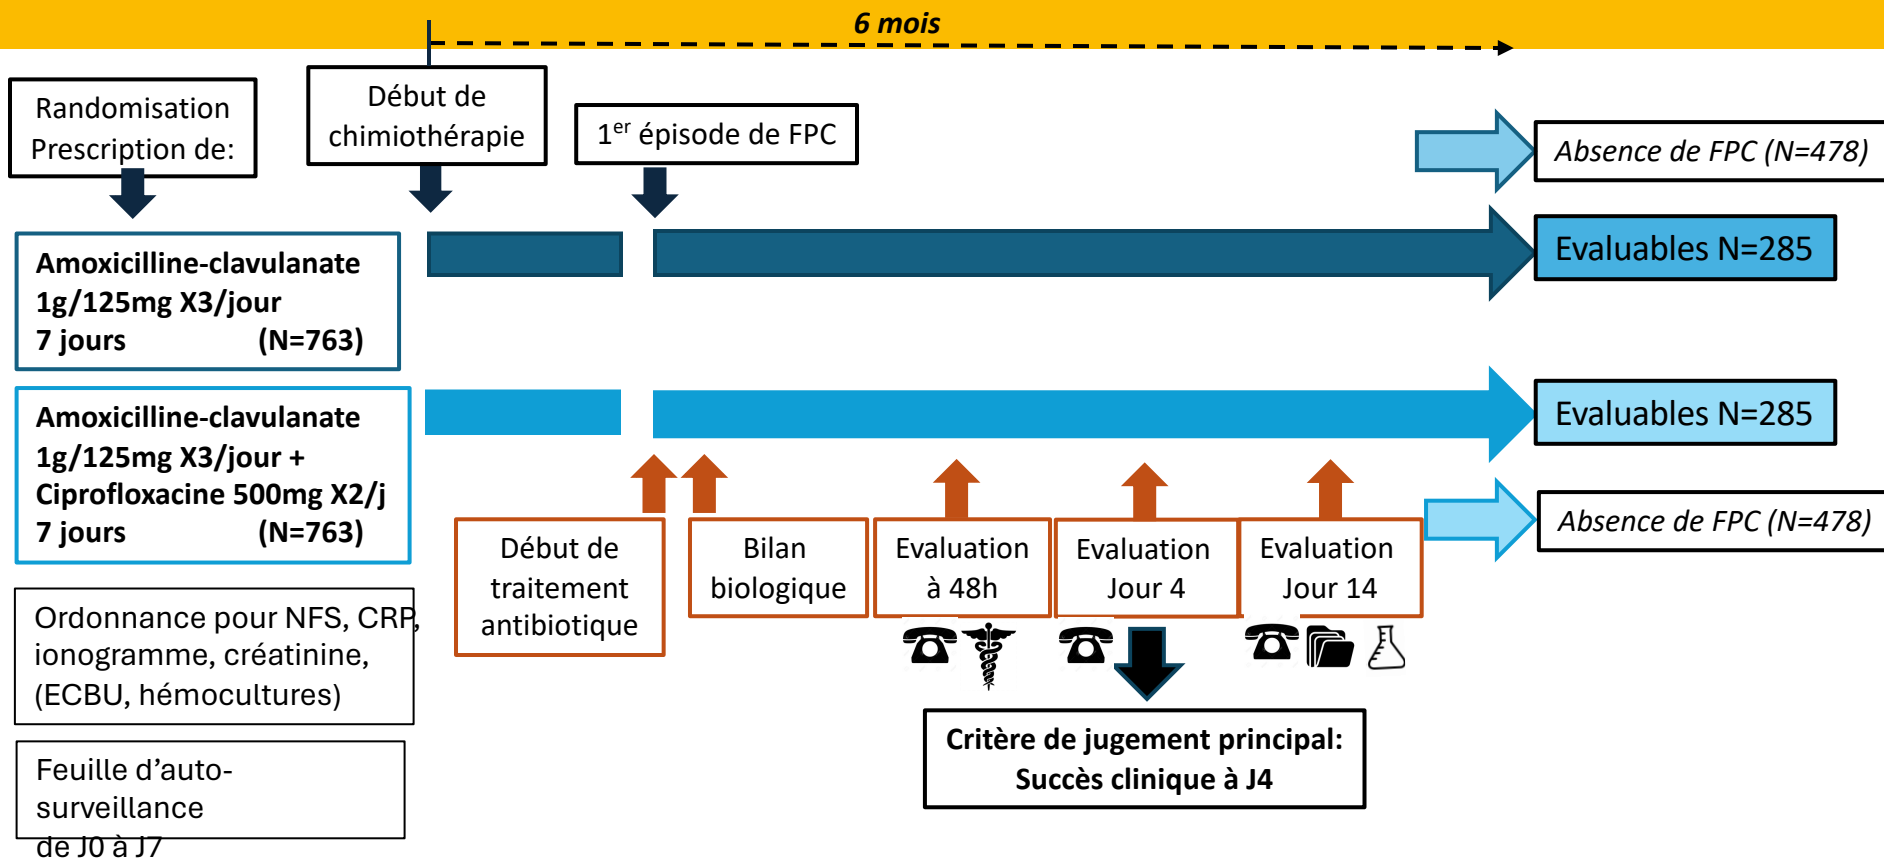 6 mois
Randomisation
Prescription de:
Début de
chimiothérapie
1er épisode de FPC
Absence de FPC (N=478)
Amoxicilline-clavulanate
1g/125mg X3/jour
7 jours (N=763)
Evaluables N=285
Amoxicilline-clavulanate
1g/125mg X3/jour +
Ciprofloxacine 500mg X2/j
7 jours (N=763)
Evaluables N=285
Absence de FPC (N=478)
Début de
traitement
antibiotique
Bilan
biologique
Evaluation
à 48h
Evaluation
Jour 4
Evaluation
Jour 14
Ordonnance pour NFS, CRP,
ionogramme, créatinine,
(ECBU, hémocultures)
Critère de jugement principal:
Succès clinique à J4
Feuille d'auto-
surveillance
de J0 à J7